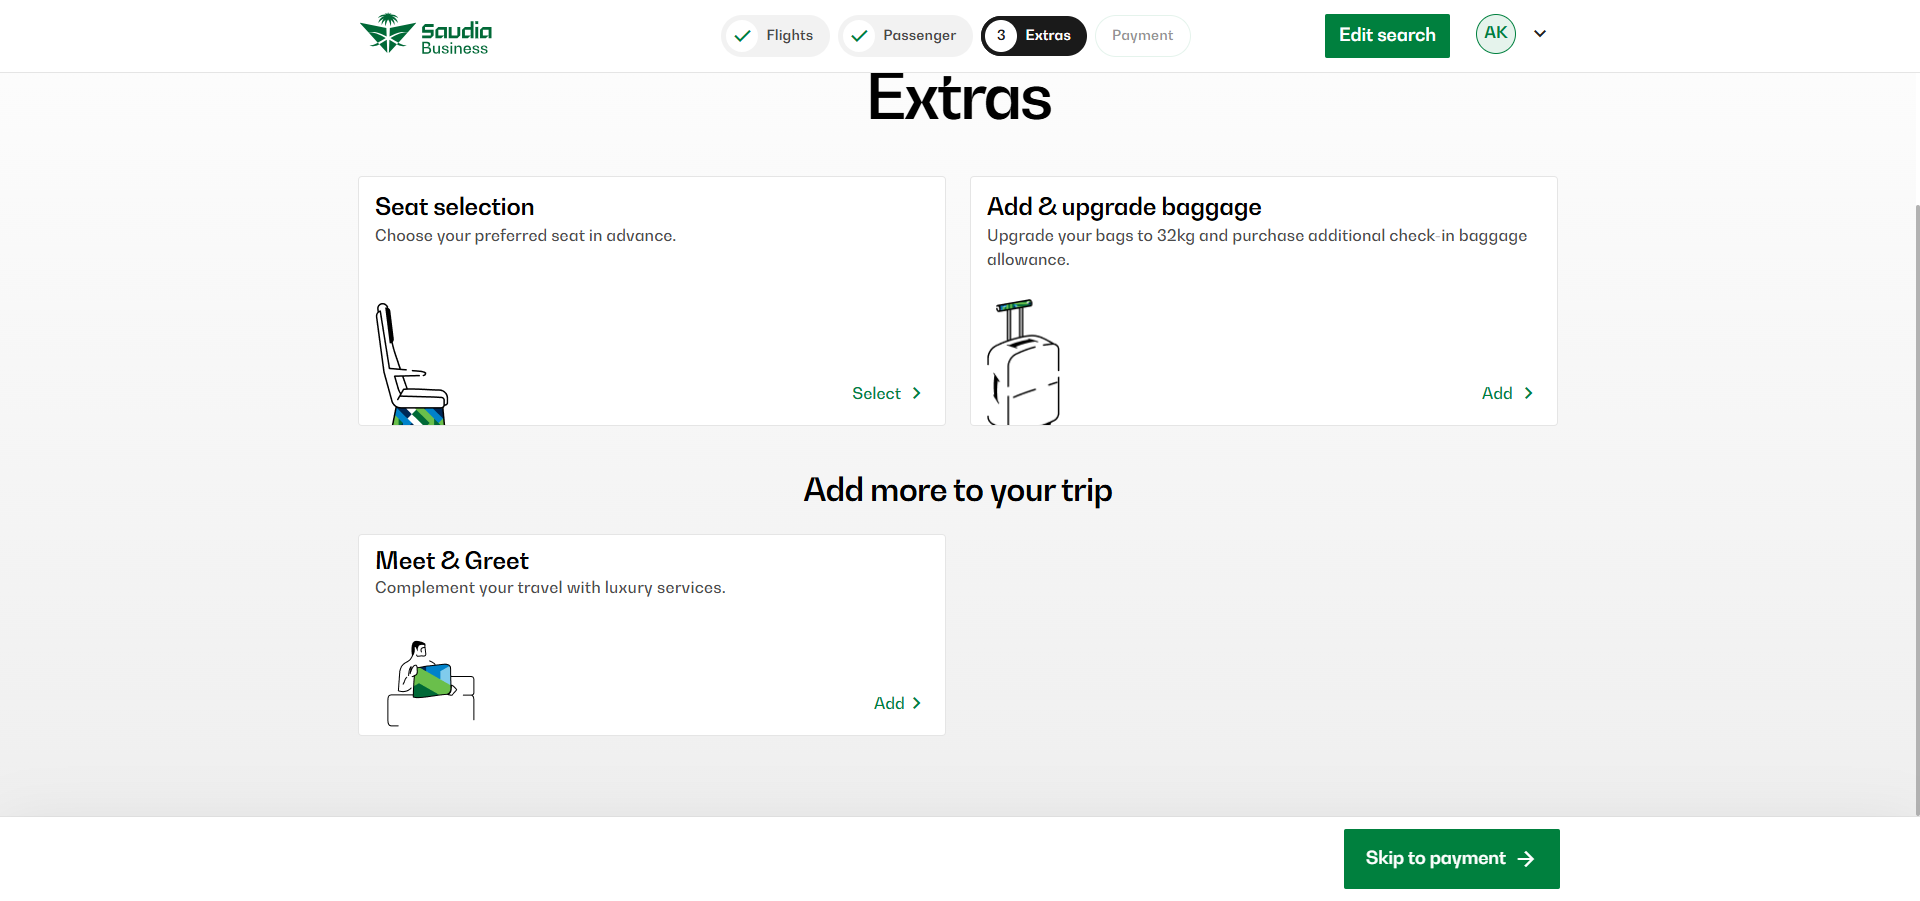 Saudia
Business
Flights
Passenger
3
Extras
Payment
Edit search
AK
Extras
Seat selection
Choose your preferred seat in advance.
Select
Add & upgrade baggage
Upgrade your bags to 32kg and purchase additional check-in baggage
allowance.
Add
Add more to your trip
Meet & Greet
Complement your travel with luxury services.
Add
Skip to payment